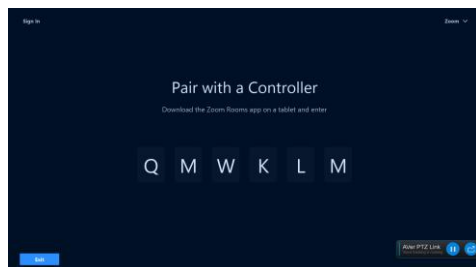 Sign In
Zoom
Pair with a Controller
Download the Zoom Rooms app on a tablet and enter
Q M W K L M
AVer PTZ Link
Exit